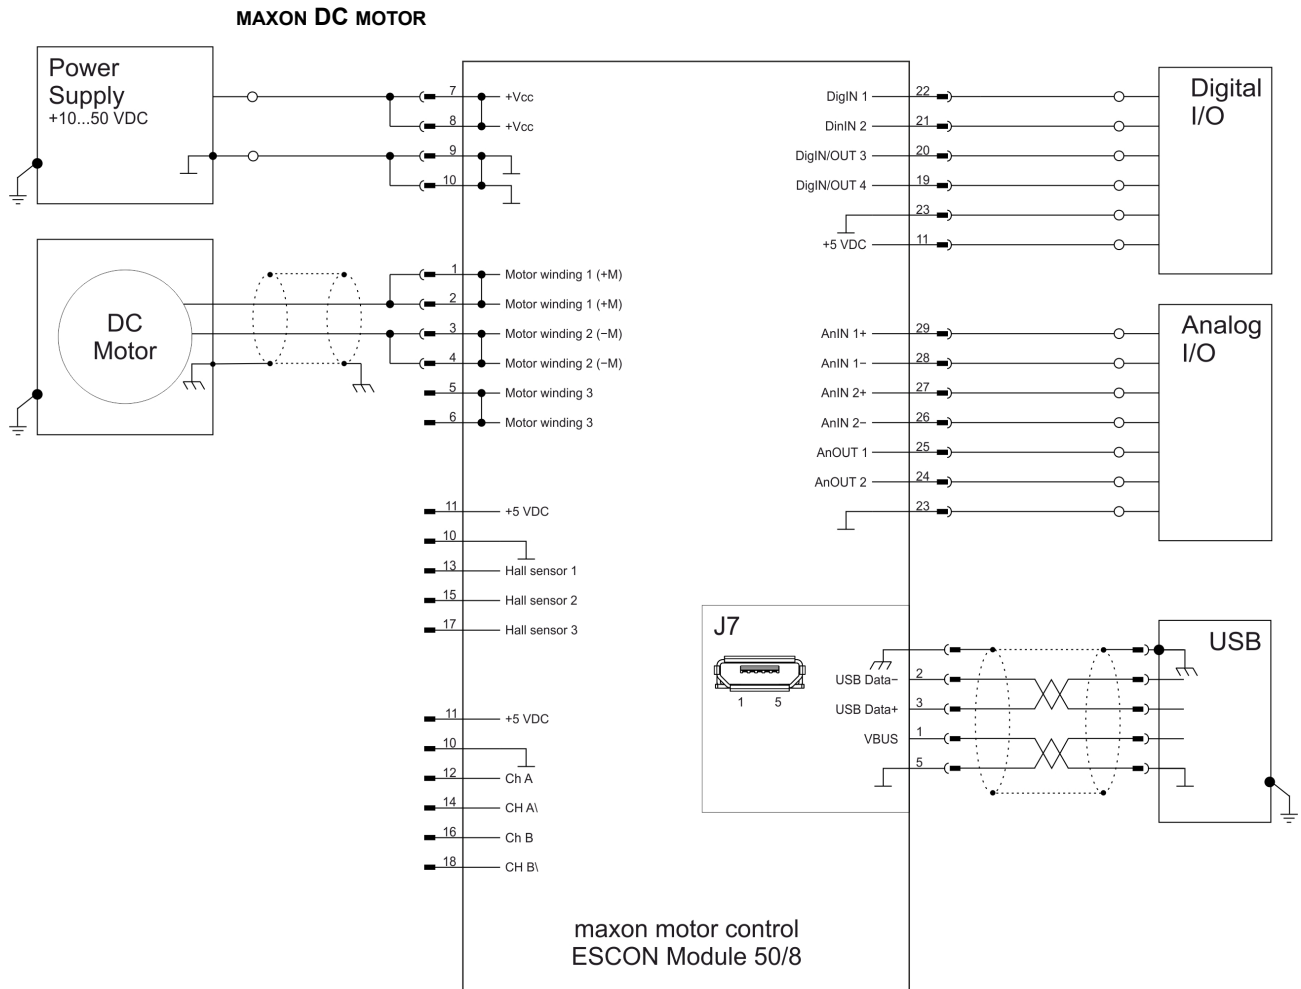 MAXON DC MOTOR
Power
Supply
+10...50 VDC
7 +Vcc
8 +Vcc
9
10
DC
Motor
1 Motor winding 1 (+M)
2 Motor winding 1 (+M)
3 Motor winding 2 (−M)
4 Motor winding 2 (−M)
5 Motor winding 3
6 Motor winding 3
11 +5 VDC
10
13 Hall sensor 1
15 Hall sensor 2
17 Hall sensor 3
11 +5 VDC
10
12 Ch A
14 CH A\
16 Ch B
18 CH B\
DigIN 1 22
DinIN 2 21
DigIN/OUT 3 20
DigIN/OUT 4 19
23
+5 VDC 11
Digital
I/O
AnIN 1+ 29
AnIN 1− 28
AnIN 2+ 27
AnIN 2− 26
AnOUT 1 25
AnOUT 2 24
23
Analog
I/O
J7
1 5
USB Data− 2
USB Data+ 3
VBUS 1
5
USB
maxon motor control
ESCON Module 50/8